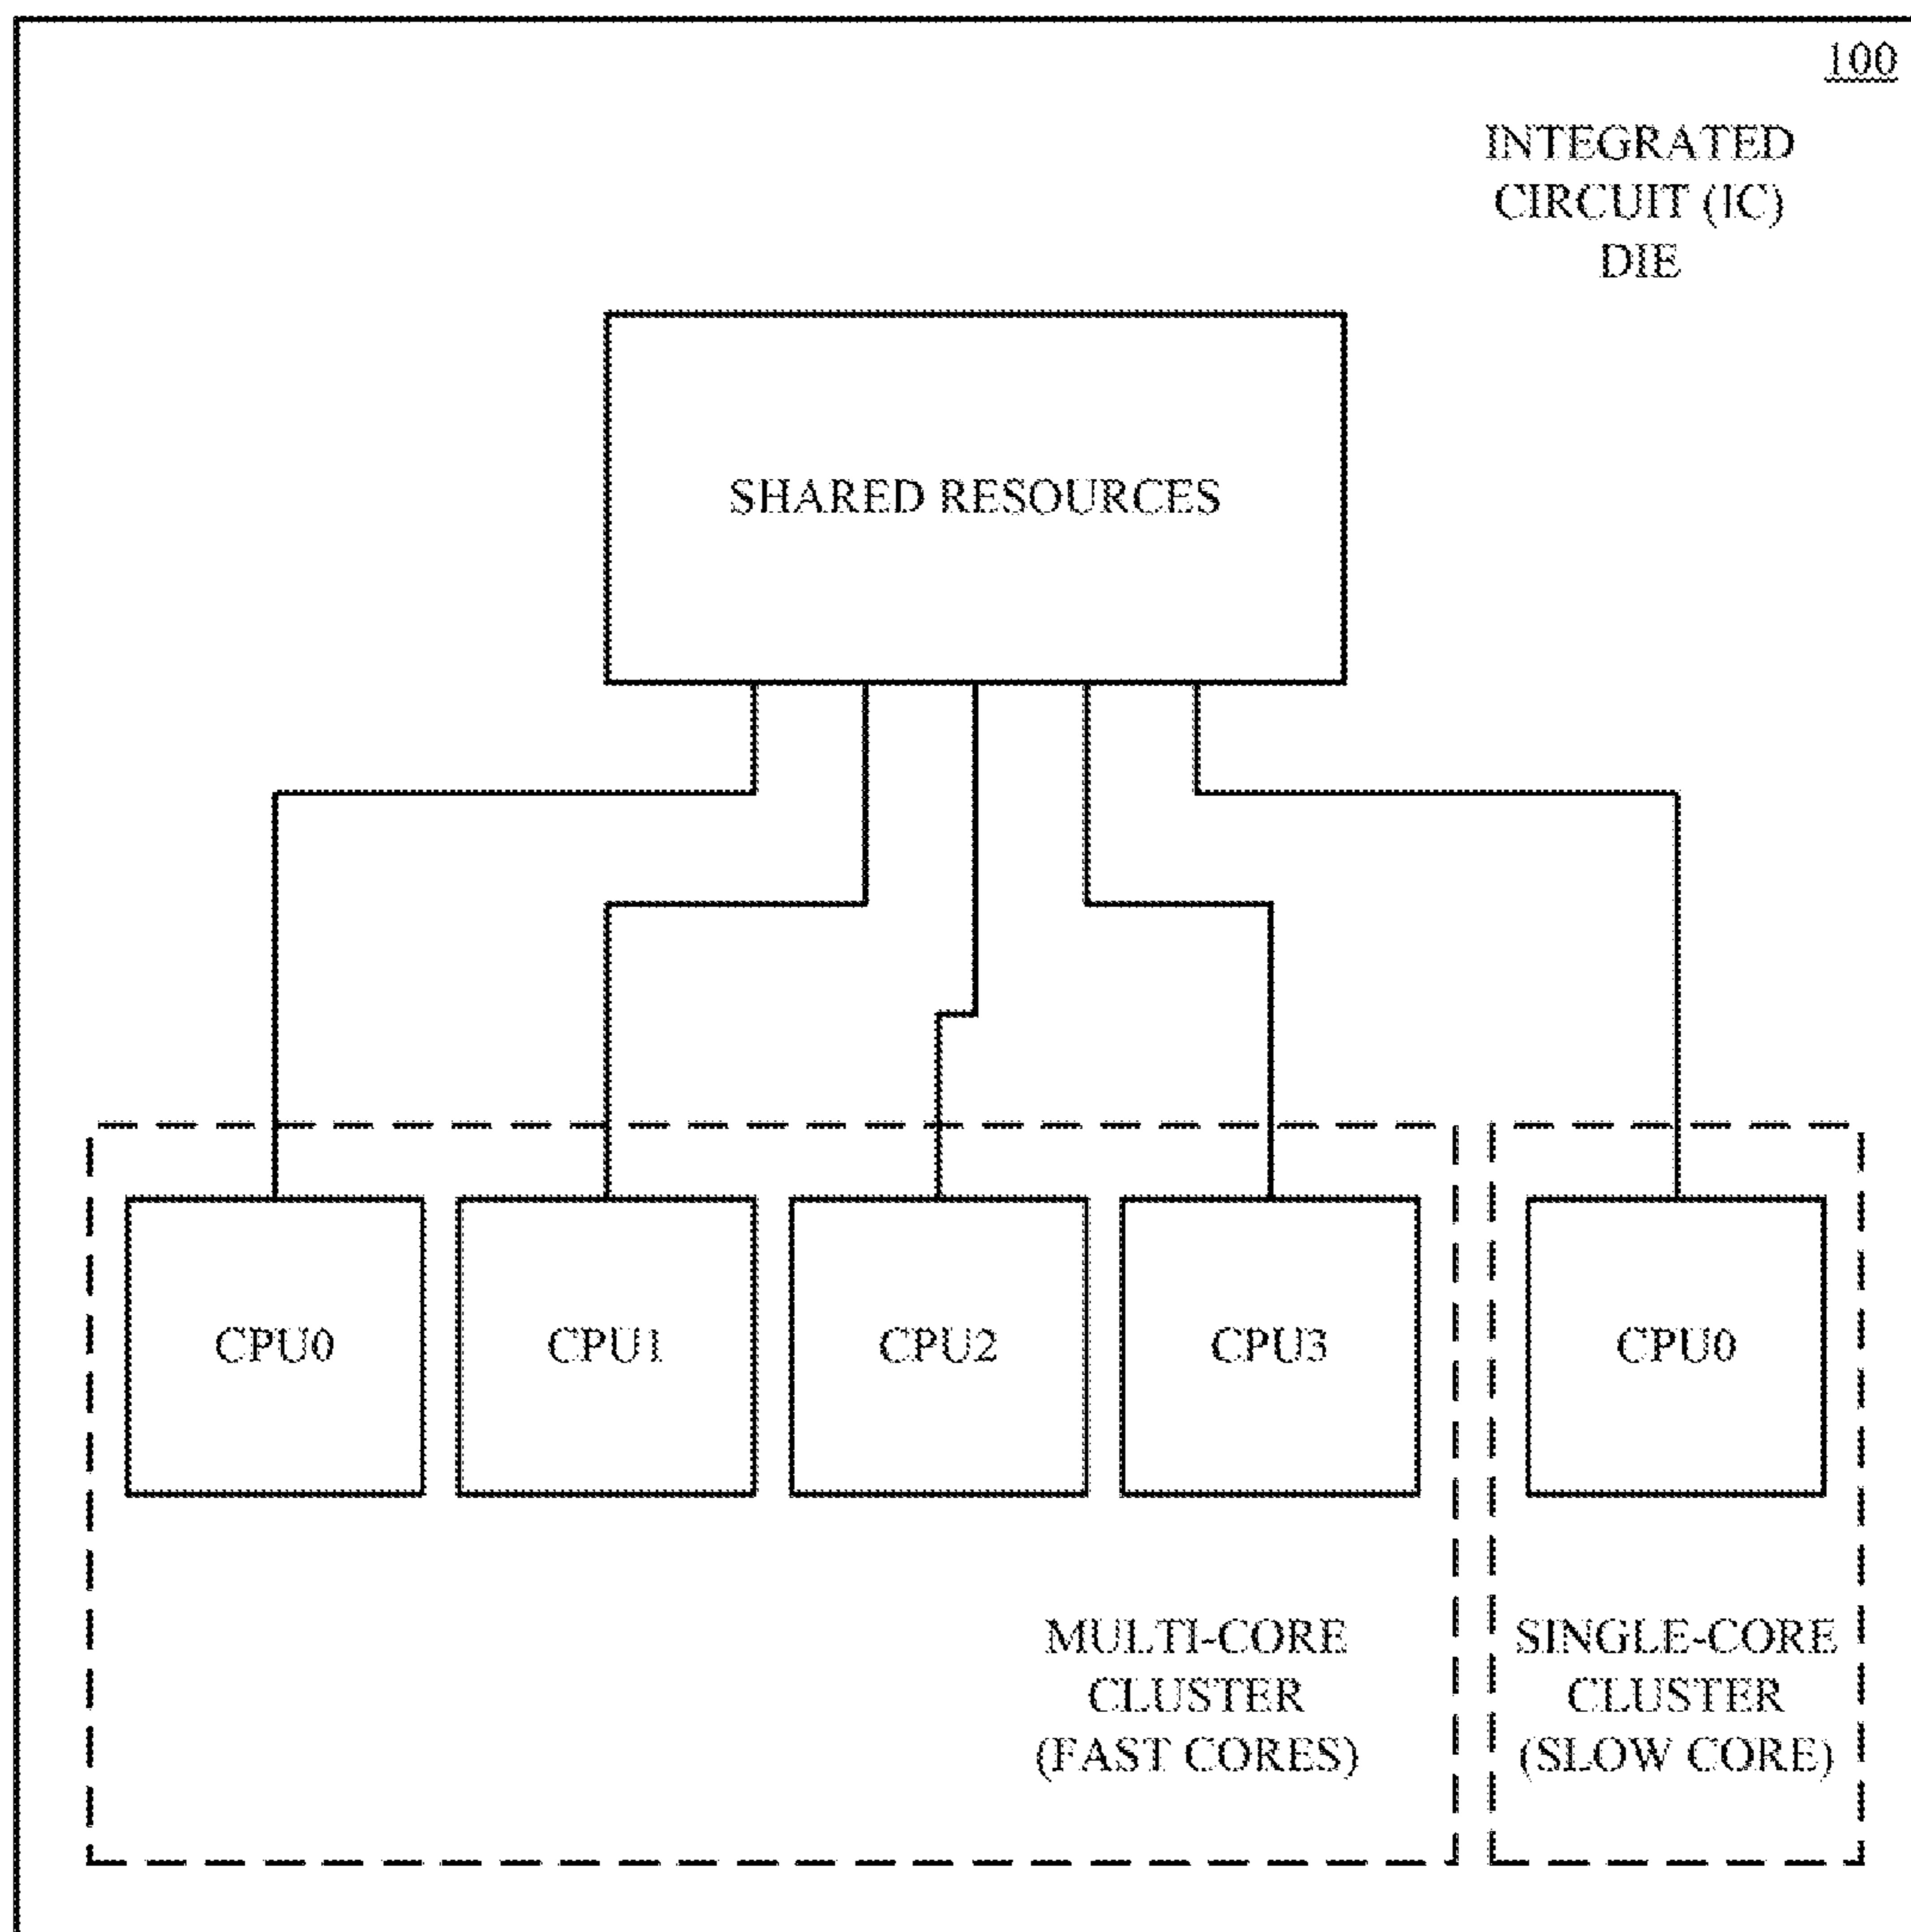 100
INTEGRATED
CIRCUIT (IC)
DIE
SHARED RESOURCES
CPU0
CPU1
CPU2
CPU3
CPU0
MULTI-CORE
CLUSTER
(FAST CORES)
SINGLE-CORE
CLUSTER
(SLOW CORE)